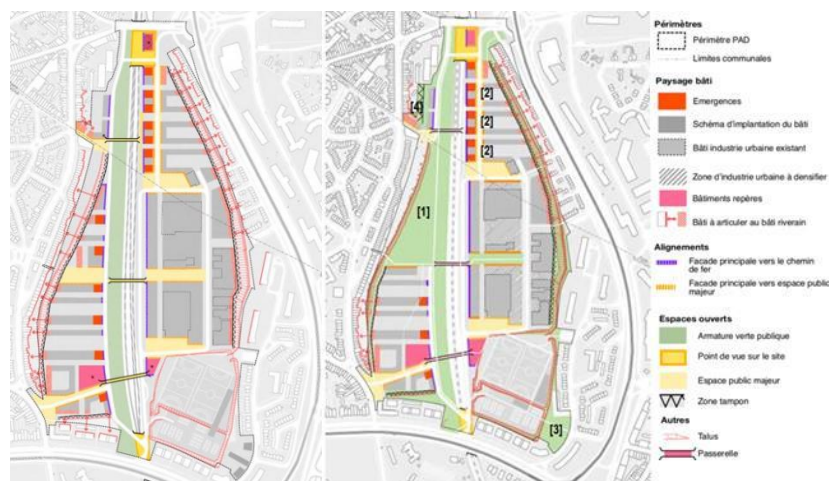 [4]
[2]
[2]
[2]
[1]
[3]
Périmètres
Périmètre PAD
Limites communales
Paysage bâti
Emergences
Schéma d'implantation du bâti
Bâti industrie urbaine existant
Zone d'industrie urbaine à densifier
Bâtiments repères
Bâti à articuler au bâti riverain
Alignements
Facade principale vers le chemin
de fer
Facade principale vers espace public
majeur
Espaces ouverts
Armature verte publique
Point de vue sur le site
Espace public majeur
Zone tampon
Autres
Talus
Passerelle